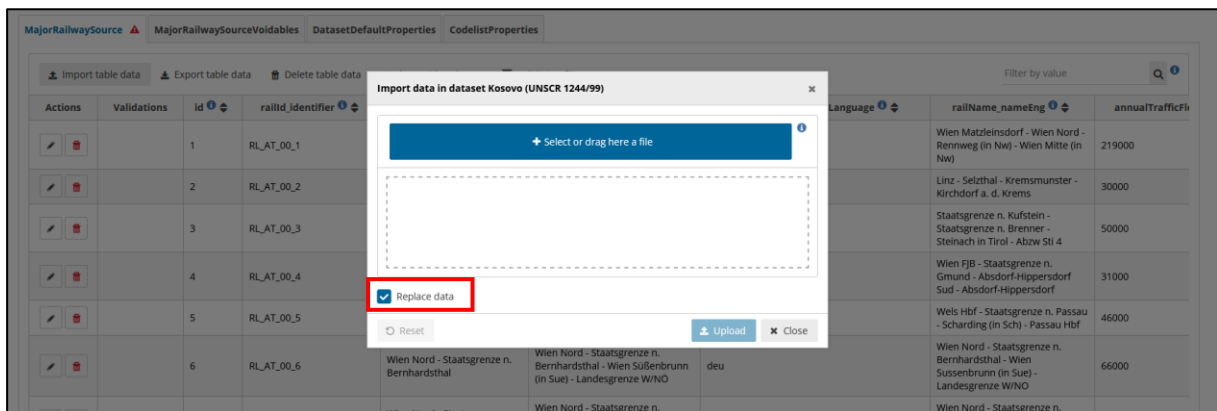 MajorRailwaySource MajorRailwaySourceVoidables DatasetDefaultProperties CodelistProperties
Import table data Export table data Delete table data Filter by value
Import data in dataset Kosovo (UNSCR 1244/99)
Actions Validations id railId_identifier Language railName_nameEng annualTrafficFl
+ Select or drag here a file
1 RL_AT_00_1 Wien Matzleinsdorf - Wien Nord -
Rennweg (in Nw) - Wien Mitte (in
Nw) 219000
2 RL_AT_00_2 Linz - Selzthal - Kremsmunster -
Kirchdorf a. d. Krems 30000
3 RL_AT_00_3 Staatsgrenze n. Kufstein -
Staatsgrenze n. Brenner -
Steinach in Tirol - Abzw Sti 4 50000
4 RL_AT_00_4 Wien FJB - Staatsgrenze n.
Gmund - Absdorf-Hippersdorf
Sud - Absdorf-Hippersdorf 31000
Replace data
5 RL_AT_00_5 Wels Hbf - Staatsgrenze n. Passau
- Scharding (in Sch) - Passau Hbf 46000
Reset Upload Close
6 RL_AT_00_6 Wien Nord - Staatsgrenze n.
Bernhardsthal
Wien Nord - Staatsgrenze n.
Bernhardsthal - Wien Süßenbrunn
(in Sue) - Landesgrenze W/NÖ
deu
Wien Nord - Staatsgrenze n.
Bernhardsthal - Wien
Sussenbrunn (in Sue) -
Landesgrenze W/NO
66000
Wien Nord - Staatsgrenze n. Wien Nord - Staatsgrenze n.